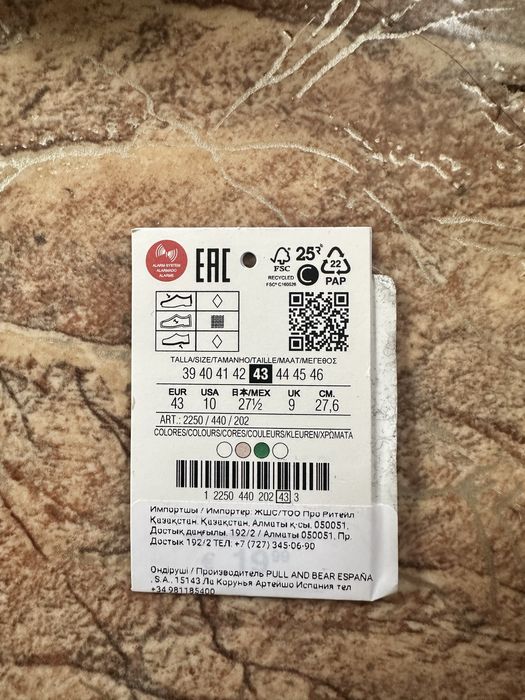 ALARM SYSTEM
ALARMADO
ALARME
EAC
FSC
RECYCLED
FSC® C160526
25
22
PAP
TALLA/SIZE/TAMANHO/TAILLE/MAAT/ΜΕΓΕΘΟΣ
39 40 41 42 43 44 45 46
EUR USA 日本/MEX UK CM.
43 10 27½ 9 27,6
ART.: 2250 / 440 / 202
COLORES/COLOURS/CORES/COULEURS/KLEUREN/ΧΡΩΜΑΤΑ
1 2250 440 202 43 3
Импортшы / Импортер: ЖШС/ТОО Про Ритейл
Қазақстан. Қазақстан, Алматы қ-сы, 050051.
Достық даңғылы, 192/2 / Алматы 050051. Пр.
Достык 192/2 ТЕЛ: +7 (727) 345-06-90
Өндіруші / Производитель PULL AND BEAR ESPAÑA
. S.A., 15143 Ла Корунья Артейшо Испания тел
+34 981185400